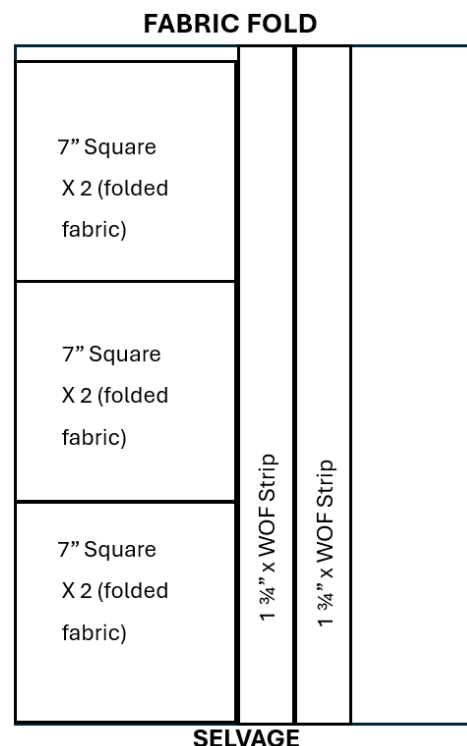 FABRIC FOLD
7” Square
X 2 (folded
fabric)
7” Square
X 2 (folded
fabric)
7” Square
X 2 (folded
fabric)
1 ¾” x WOF Strip
1 ¾” x WOF Strip
SELVAGE